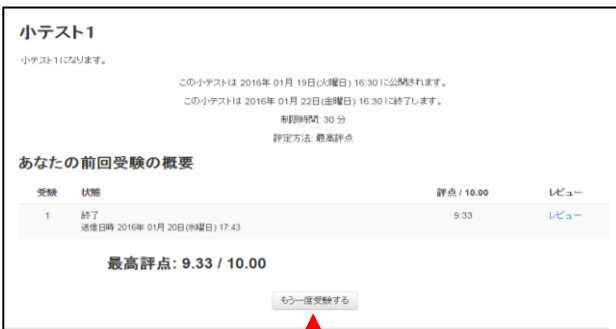 小テスト1
小テスト1になります。
この小テストは 2016年 01月 19日(火曜日) 16:30 に公開されます。
この小テストは 2016年 01月 22日(金曜日) 16:30 に終了します。
制限時間: 30 分
評定方法: 最高評点
あなたの前回受験の概要
受験 状態 評点 / 10.00 レビュー
1 終了 9.33 レビュー
送信日時 2016年 01月 20日(水曜日) 17:43
最高評点: 9.33 / 10.00
もう一度受験する